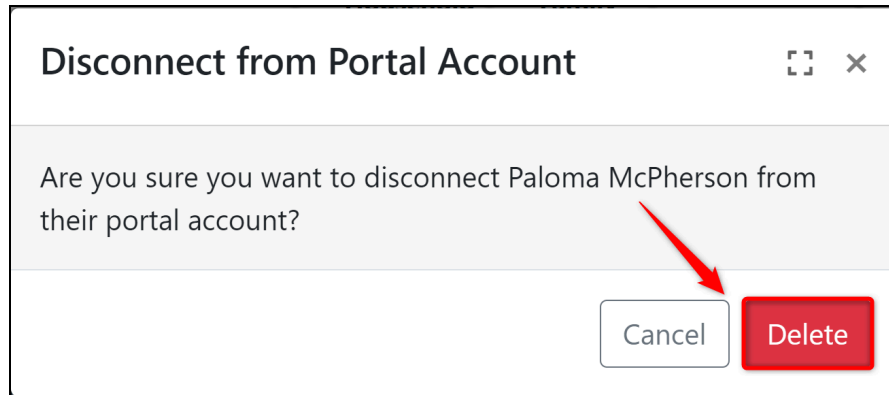 Disconnect from Portal Account
Are you sure you want to disconnect Paloma McPherson from
their portal account?
Cancel
Delete